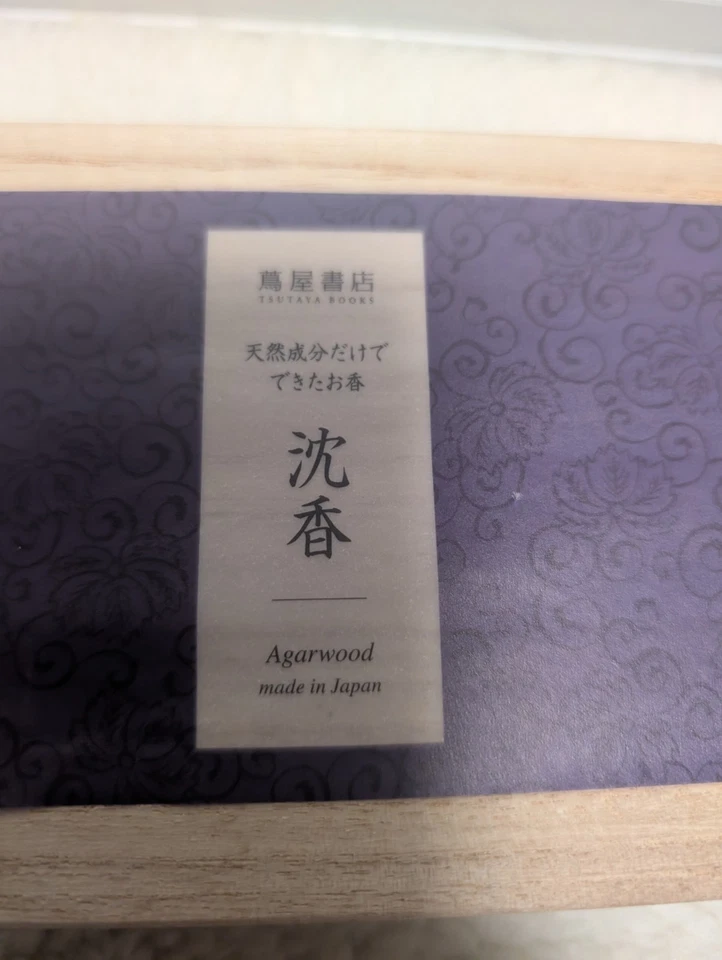 蔦屋書店
TSUTAYA BOOKS
天然成分だけで
できたお香
沈香
Agarwood
made in Japan